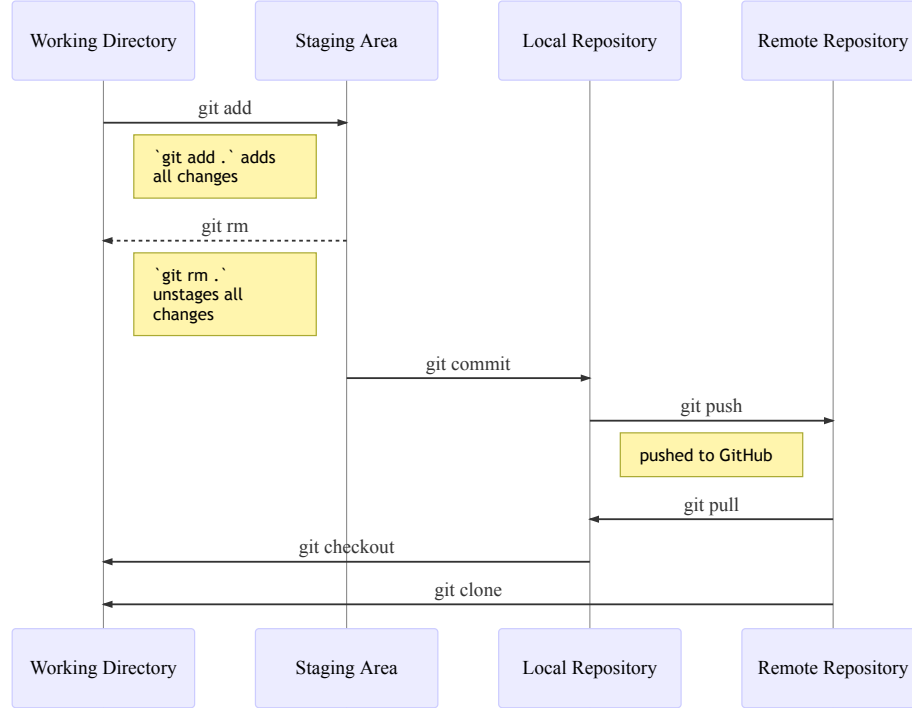 Working Directory
Staging Area
Local Repository
Remote Repository
git add
`git add .` adds
all changes
git rm
`git rm .`
unstages all
changes
git commit
git push
pushed to GitHub
git pull
git checkout
git clone
Working Directory
Staging Area
Local Repository
Remote Repository